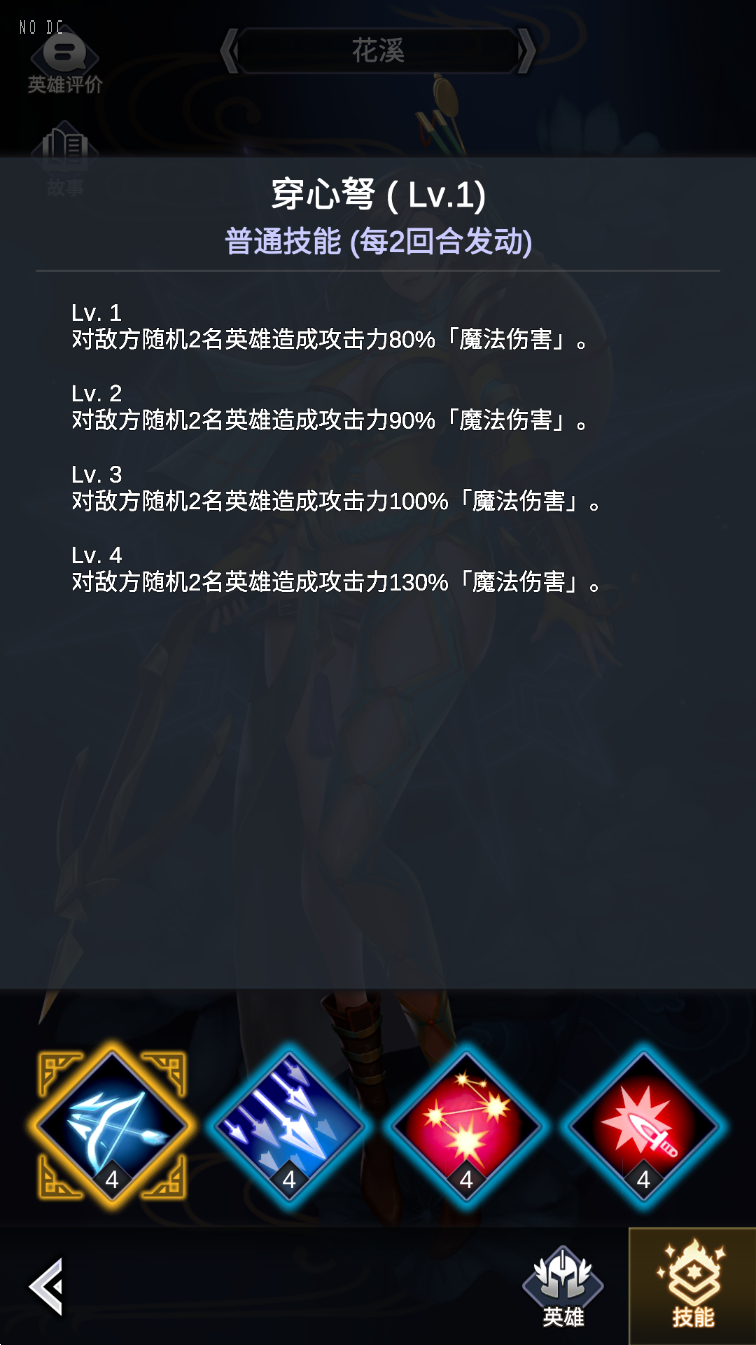 NO DC
花溪
英雄评价
故事
穿心弩 ( Lv.1)
普通技能 (每2回合发动)
Lv. 1
对敌方随机2名英雄造成攻击力80%「魔法伤害」。
Lv. 2
对敌方随机2名英雄造成攻击力90%「魔法伤害」。
Lv. 3
对敌方随机2名英雄造成攻击力100%「魔法伤害」。
Lv. 4
对敌方随机2名英雄造成攻击力130%「魔法伤害」。
4 4 4 4
英雄 技能